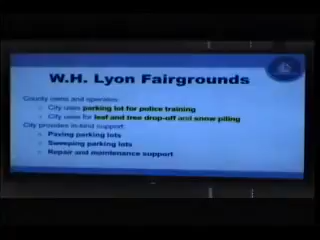 W.H. Lyon Fairgrounds
County owns and operates:
City uses parking lot for police training
City uses for leaf and tree drop-off and snow piling
City provides in-kind support:
Paving parking lots
Sweeping parking lots
Repair and maintenance support